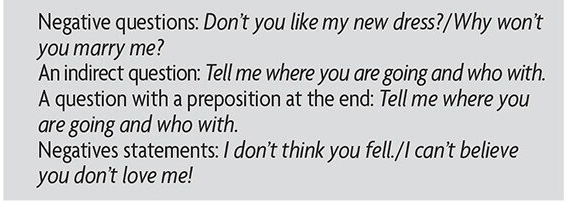 Negative questions: Don't you like my new dress?/Why won't
you marry me?
An indirect question: Tell me where you are going and who with.
A question with a preposition at the end: Tell me where you
are going and who with.
Negatives statements: I don't think you fell./I can't believe
you don't love me!